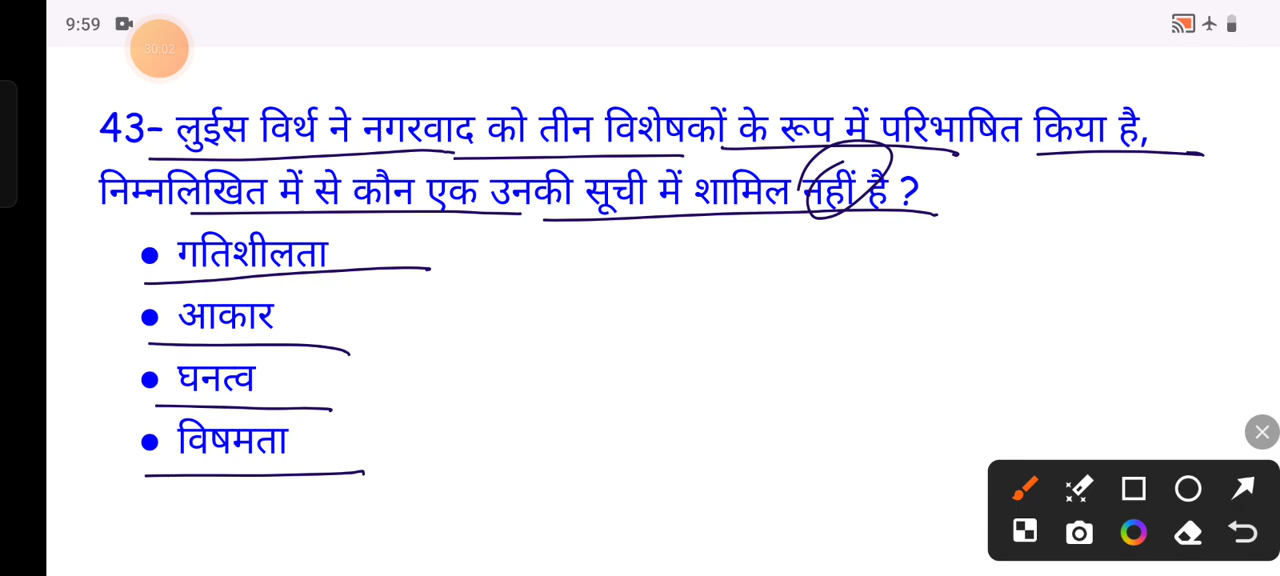 9:59
30:02
43- लुईस विर्थ ने नगरवाद को तीन विशेषकों के रूप में परिभाषित किया है,
निम्नलिखित में से कौन एक उनकी सूची में शामिल नहीं है ?
● गतिशीलता
● आकार
● घनत्व
● विषमता